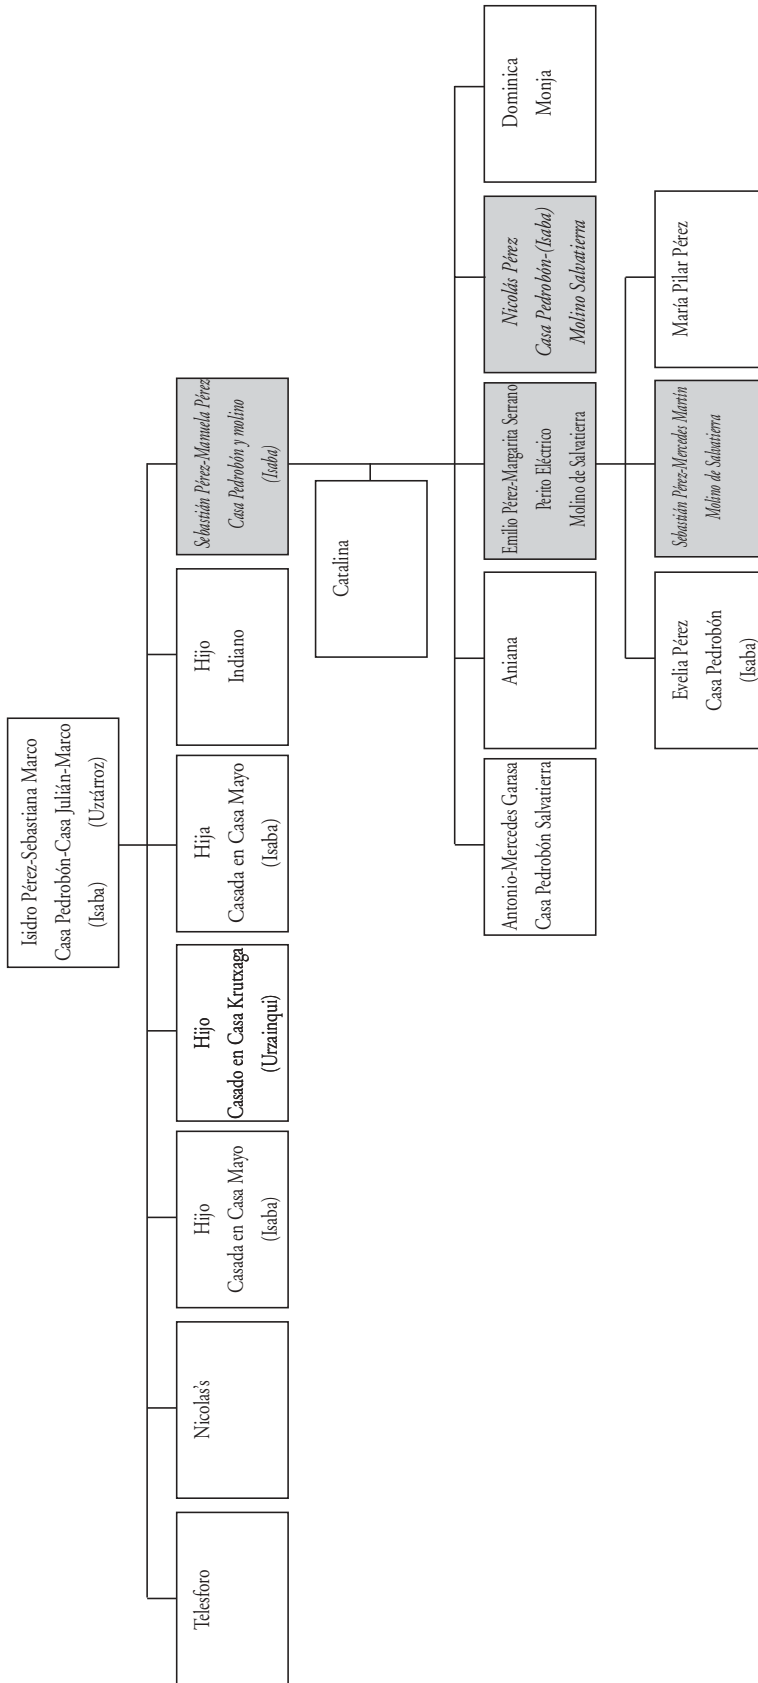 Isidro Pérez-Sebastiana Marco
Casa Pedrobón-Casa Julián-Marco
(Isaba) (Uztárroz)
Telesforo
Nicolas's
Hijo
Casada en Casa Mayo
(Isaba)
Hijo
Casado en Casa Krutxaga
(Urzainqui)
Hija
Casada en Casa Mayo
(Isaba)
Hijo
Indiano
Sebastián Pérez-Manuela Pérez
Casa Pedrobón y molino
(Isaba)
Catalina
Antonio-Mercedes Garasa
Casa Pedrobón Salvatierra
Aniana
Emilio Pérez-Margarita Serrano
Perito Eléctrico
Molino de Salvatierra
Nicolás Pérez
Casa Pedrobón-(Isaba)
Molino Salvatierra
Dominica
Monja
Evelia Pérez
Casa Pedrobón
(Isaba)
Sebastián Pérez-Mercedes Martín
Molino de Salvatierra
María Pilar Pérez